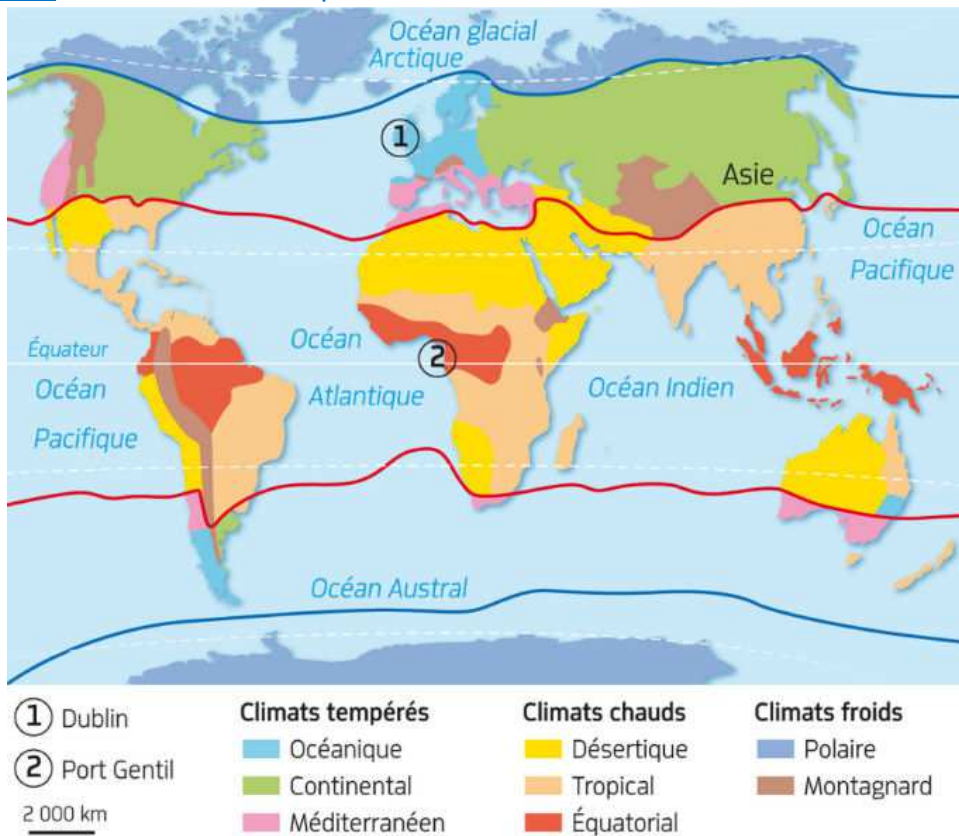 Océan glacial
Arctique
1
Asie
Océan
Pacifique
Équateur
Océan
2
Océan
Atlantique
Océan Indien
Pacifique
Océan Austral
1 Dublin
2 Port Gentil
2 000 km
Climats tempérés
Océanique
Continental
Méditerranéen
Climats chauds
Désertique
Tropical
Équatorial
Climats froids
Polaire
Montagnard